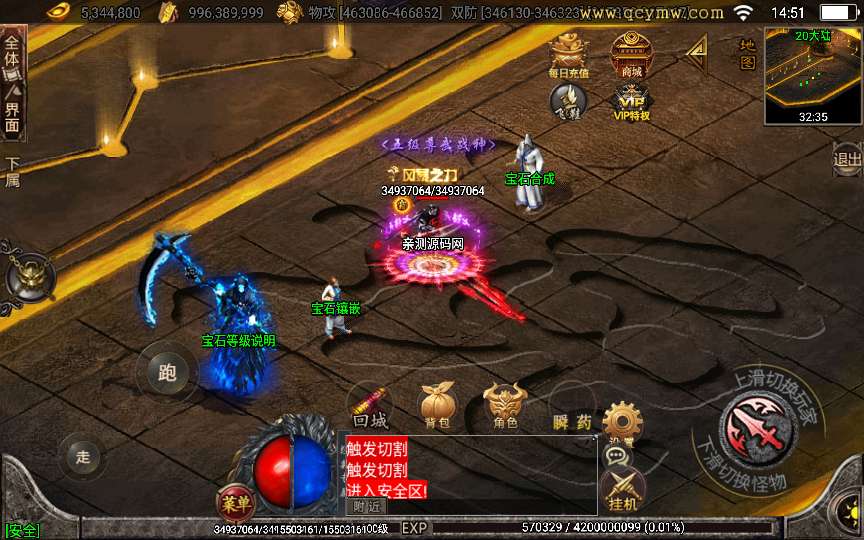 5,344,800
996,389,999
物攻 [463086-466852]
双防 [346130-346323
www.qcymw.com
14:51
全体
界面
下属
每日充值
商城
地图
20大陆
飞鞋
VIP
VIP特权
32:35
退出
<五级尊武战神>
风易之力
34937064/34937064
宝石合成
亲测源码网
宝石镶嵌
宝石等级说明
跑
上滑切换玩家
回城
背包
角色
瞬药
走
触发切割
触发切割
下滑切换怪物
菜单
进入安全区!
附近
挂机
[安全]
EXP
570329 / 4200000099 (0.01%)